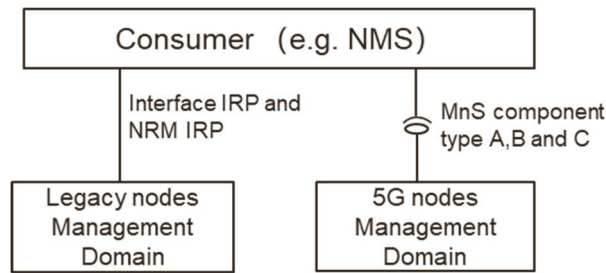 Consumer (e.g. NMS)
Interface IRP and
NRM IRP
MnS component
type A,B and C
Legacy nodes
Management
Domain
5G nodes
Management
Domain